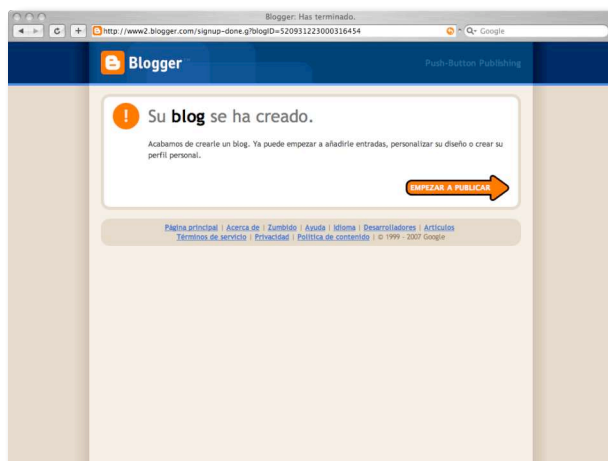 Blogger: Has terminado.
http://www2.blogger.com/signup-done.g?blogID=520931223000316454
Google
Blogger
Push-Button Publishing
Su blog se ha creado.
Acabamos de crearle un blog. Ya puede empezar a añadirle entradas, personalizar su diseño o crear su
perfil personal.
EMPEZAR A PUBLICAR
Página principal | Acerca de | Zumbido | Ayuda | Idioma | Desarrolladores | Artículos
Términos de servicio | Privacidad | Política de contenido | © 1999 - 2007 Google